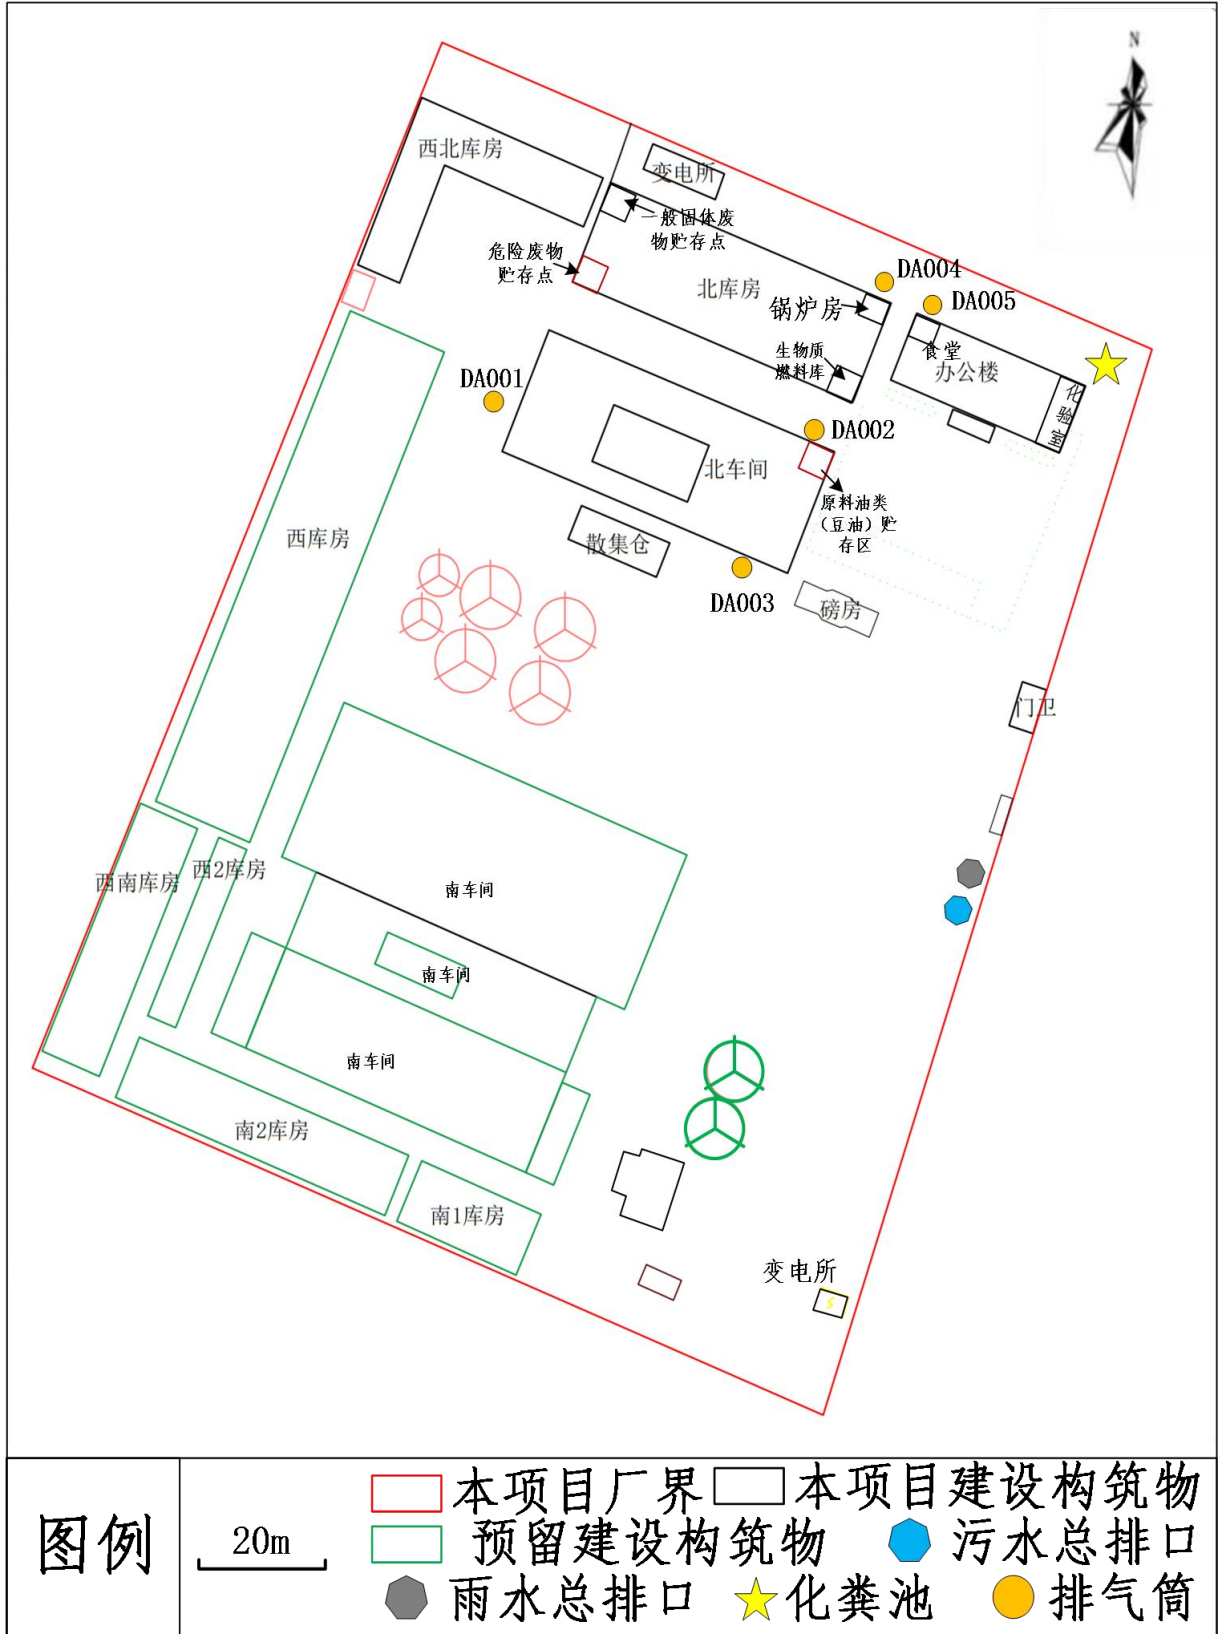 N
西北库房
变电所
一般固体废
物贮存点
危险废物
贮存点
北库房
DA004
DA005
锅炉房
食堂
生物质
燃料库
办公楼
化
验
室
DA001
DA002
北车间
原料油类
（豆油）贮
存区
西库房
散集仓
DA003
磅房
门卫
西2库房
西南库房
南车间
南车间
南车间
南2库房
南1库房
变电所
图例
20m
本项目厂界
本项目建设构筑物
预留建设构筑物
污水总排口
雨水总排口
化粪池
排气筒